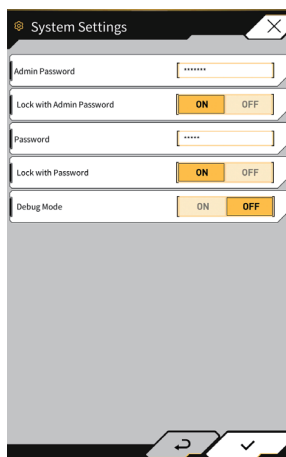 System Settings
Admin Password
•••••••
Lock with Admin Password
ON OFF
Password
•••••
Lock with Password
ON OFF
Debug Mode
ON OFF